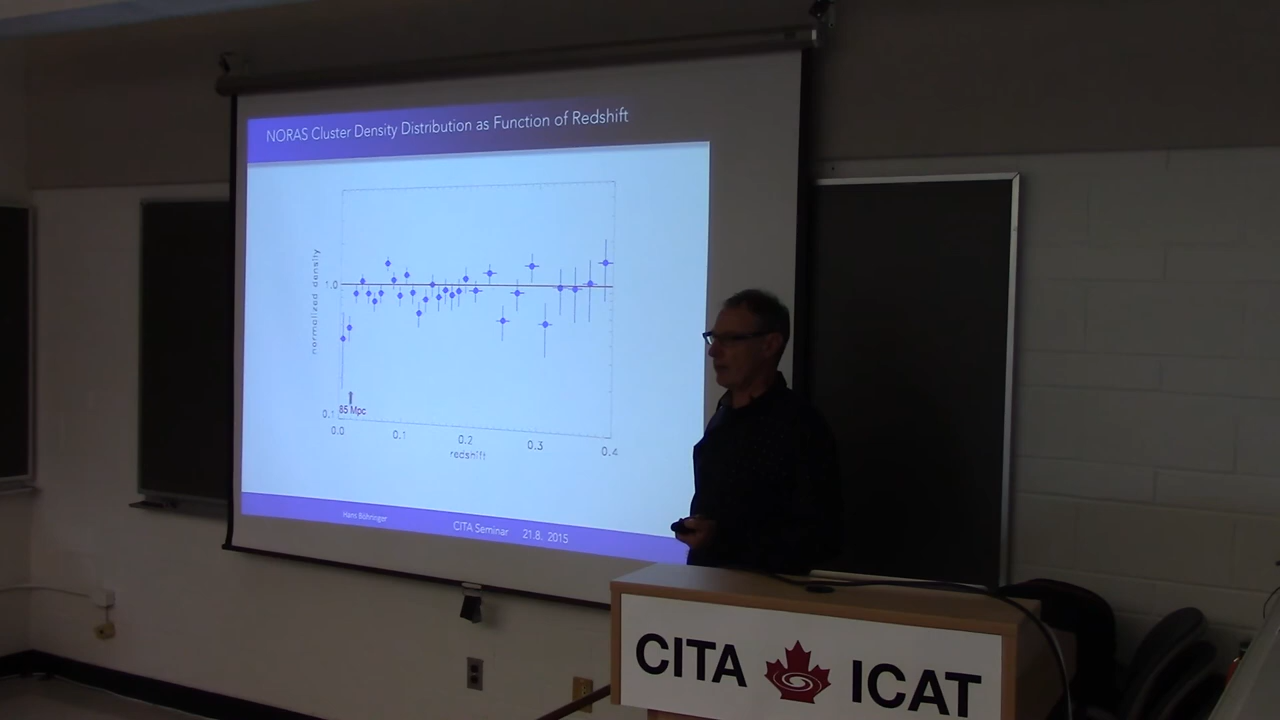 NORAS Cluster Density Distribution as Function of Redshift
normalized density
1.0
0.1
85 Mpc
0.0 0.1 0.2 0.3 0.4
redshift
Hans Böhringer CITA Seminar 21.8. 2015
CITA ICAT